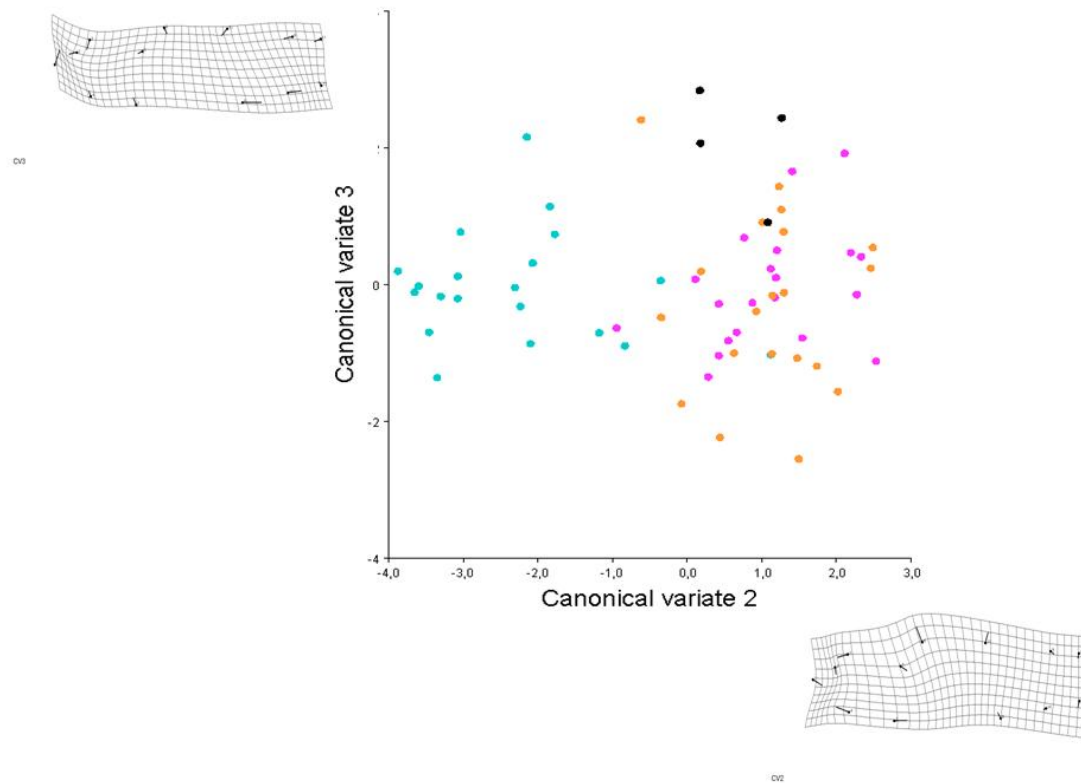 CV3
Canonical variate 3
0
-2
-4
-4,0 -3,0 -2,0 -1,0 0,0 1,0 2,0 3,0
Canonical variate 2
CV2